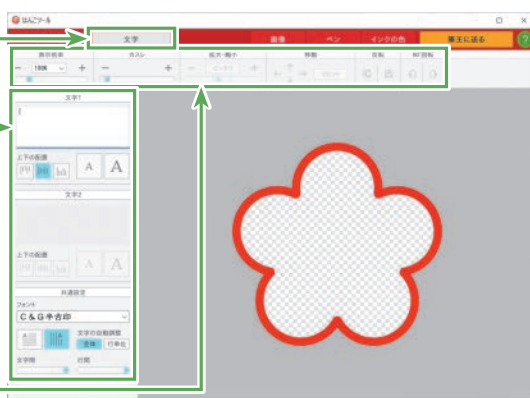 はんこツール
文字 画像 ペン インクの色 筆王に送る ?
表示倍率 カスレ 拡大・縮小 移動 反転 90°回転
100%
文字1
上下の配置
A A
文字2
上下の配置
A A
共通設定
フォント
C&G半古印
文字の自動調整
全体 行単位
文字間 行間